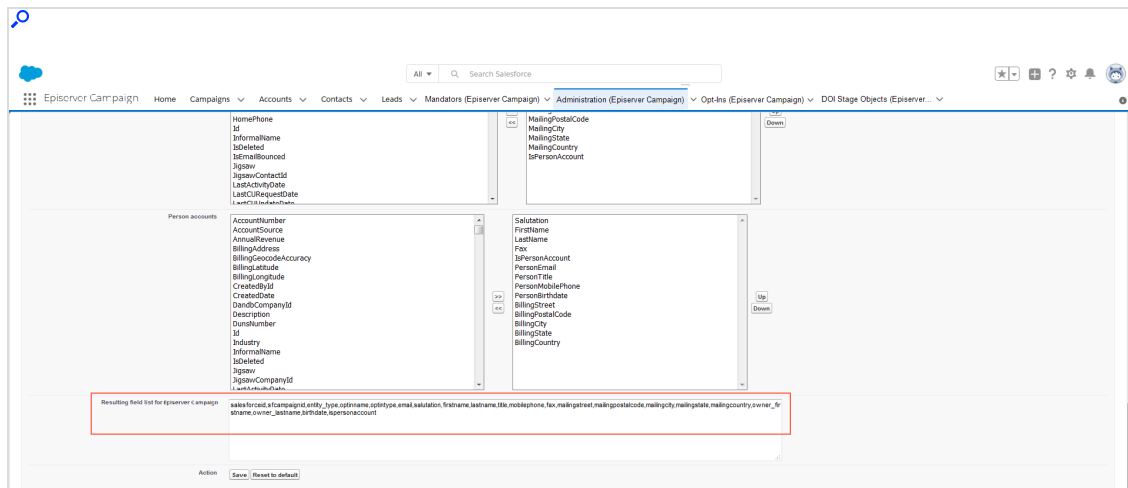 All
Search Salesforce
Episerver Campaign Home Campaigns Accounts Contacts Leads Mandators (Episerver Campaign) Administration (Episerver Campaign) Opt-Ins (Episerver Campaign) DOI Stage Objects (Episerver...
HomePhone
Id
InformalName
IsDeleted
IsEmailBounced
Jigsaw
JigsawContactId
LastActivityDate
LastCURequestDate
LastCUUpdateDate
<<
MailingPostalCode
MailingCity
MailingState
MailingCountry
IsPersonAccount
Down
Person accounts
AccountNumber
AccountSource
AnnualRevenue
BillingAddress
BillingGeocodeAccuracy
BillingLatitude
BillingLongitude
CreatedById
CreatedDate
DandbCompanyId
Description
DunsNumber
Id
Industry
InformalName
IsDeleted
Jigsaw
JigsawCompanyId
LastActivityDate
>>
<<
Salutation
FirstName
LastName
Fax
IsPersonAccount
PersonEmail
PersonTitle
PersonMobilePhone
PersonBirthdate
BillingStreet
BillingPostalCode
BillingCity
BillingState
BillingCountry
Up
Down
Resulting field list for Episerver Campaign
salesforceid,sfcampaignid,entity_type,optinname,optintype,email,salutation,firstname,lastname,title,mobilephone,fax,mailingstreet,mailingpostalcode,mailingcity,mailingstate,mailingcountry,owner_fir
stname,owner_lastname,birthdate,ispersonaccount
Action
Save Reset to default